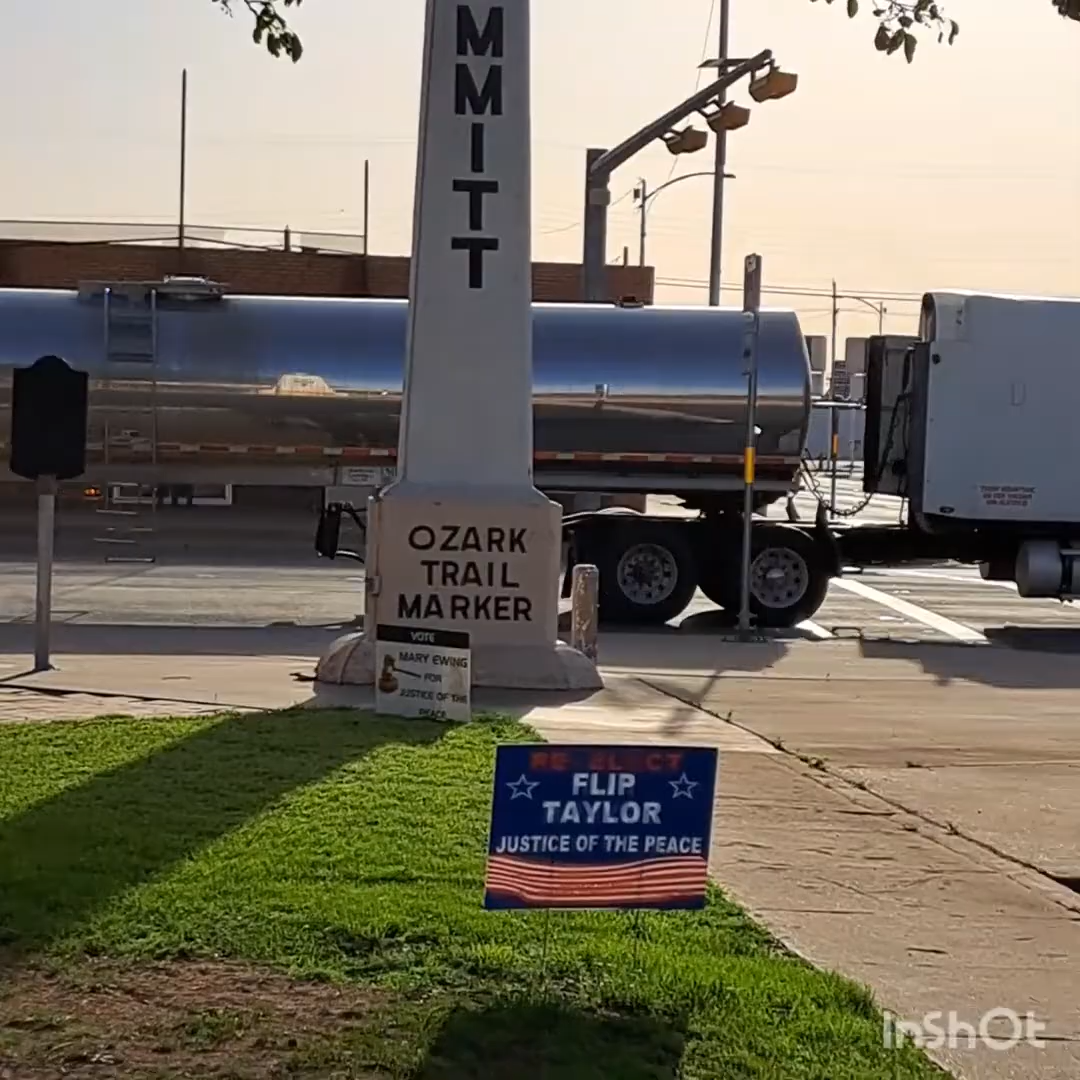 MMITT
OZARK
TRAIL
MARKER
VOTE
MARY EWING
FOR
JUSTICE OF THE
PEACE
RE-ELECT
FLIP
TAYLOR
JUSTICE OF THE PEACE
InShOt